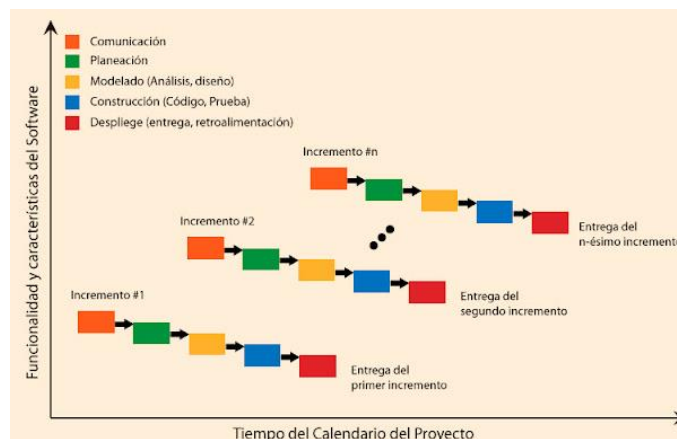 Comunicación
Planeación
Modelado (Análisis, diseño)
Construcción (Código, Prueba)
Despliege (entrega, retroalimentación)
Funcionalidad y características del Software
Incremento #n
Entrega del
n-ésimo incremento
Incremento #2
Entrega del
segundo incremento
Incremento #1
Entrega del
primer incremento
Tiempo del Calendario del Proyecto